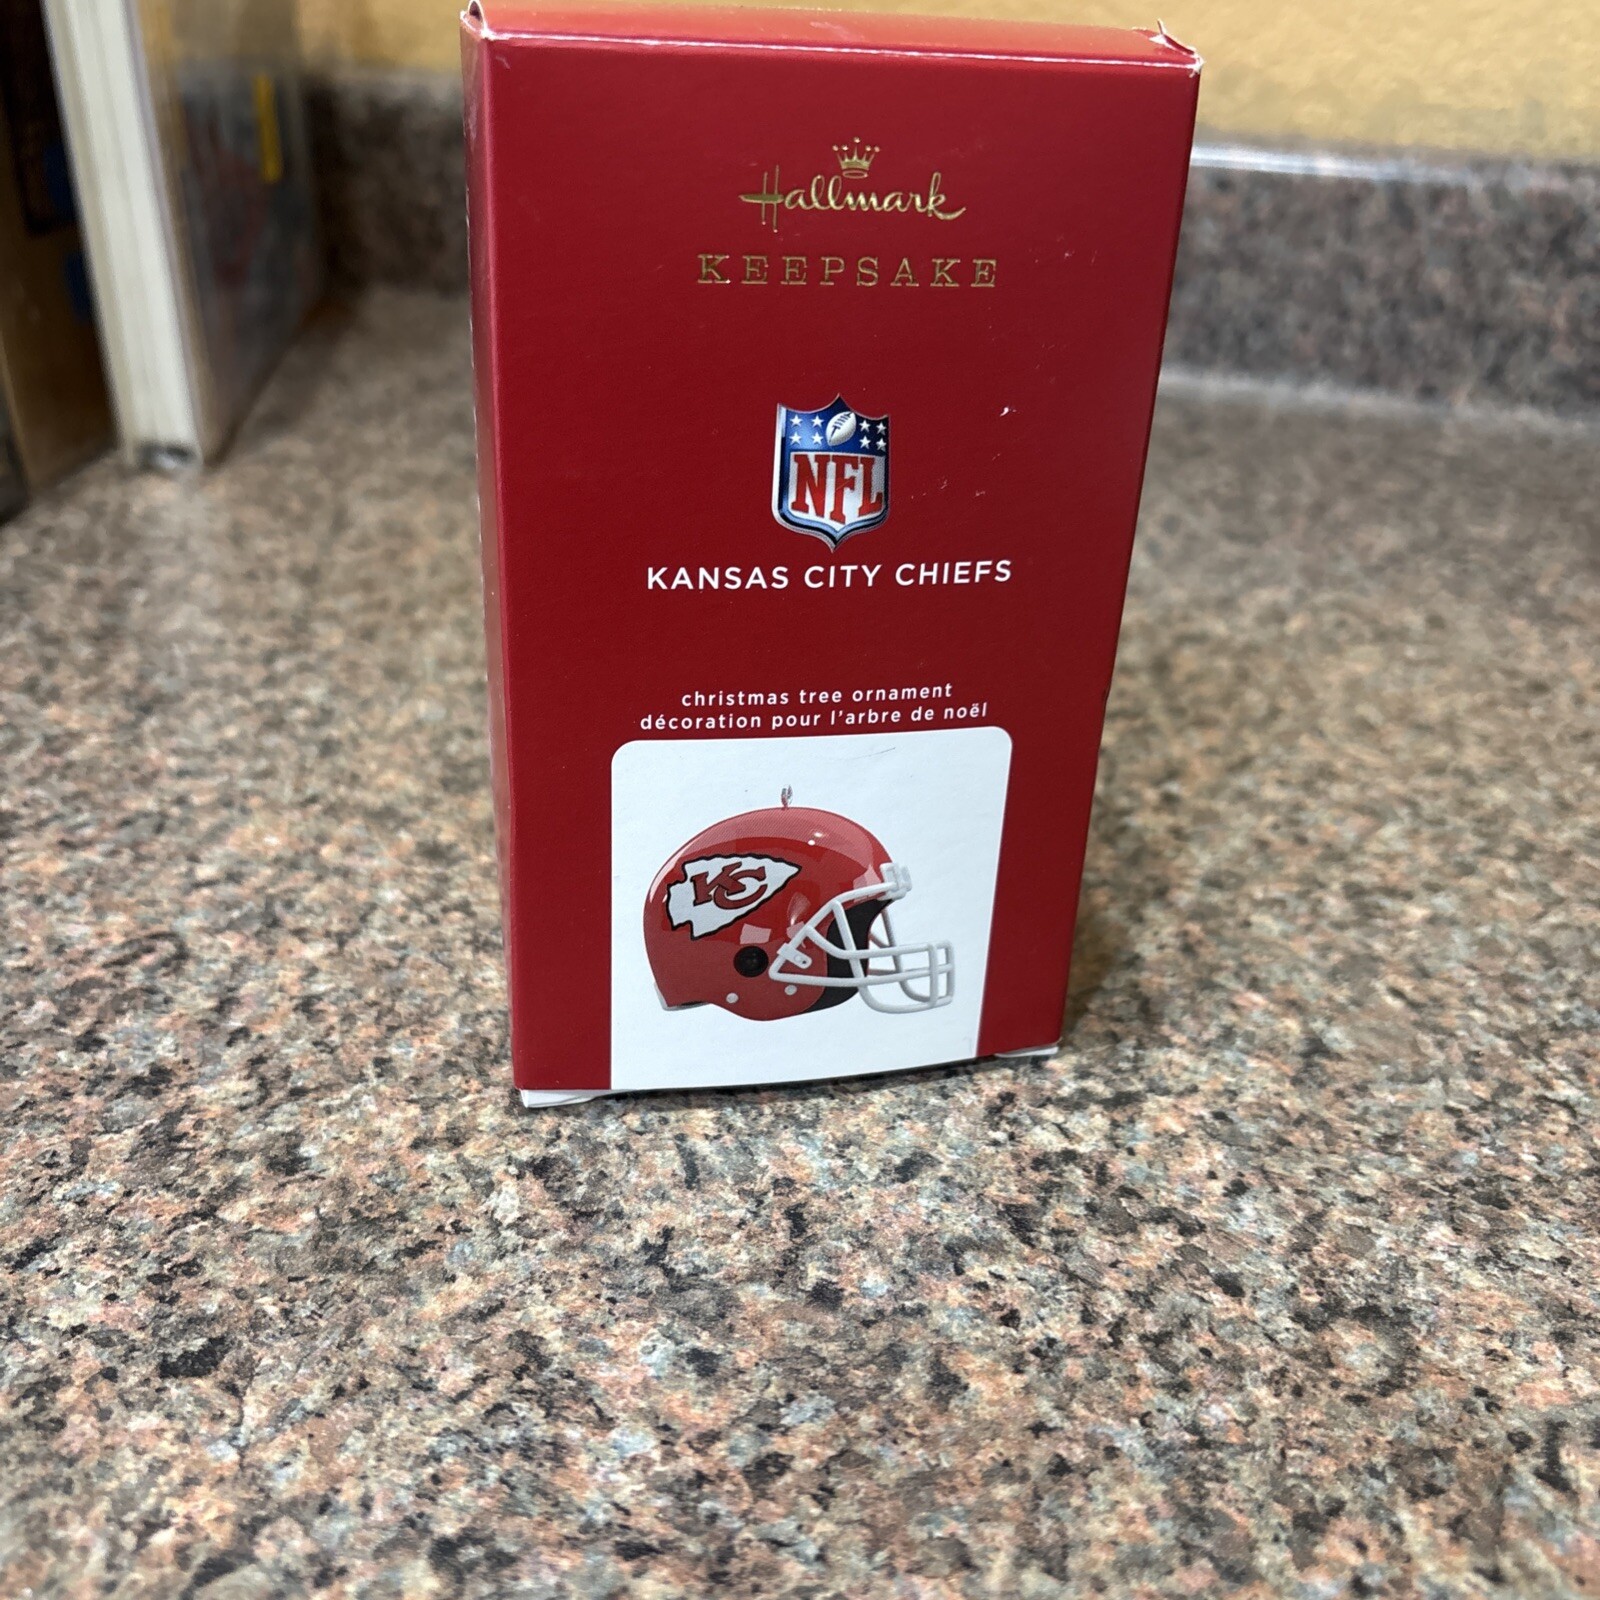 Hallmark
KEEPSAKE
NFL
KANSAS CITY CHIEFS
christmas tree ornament
décoration pour l'arbre de noël
KC